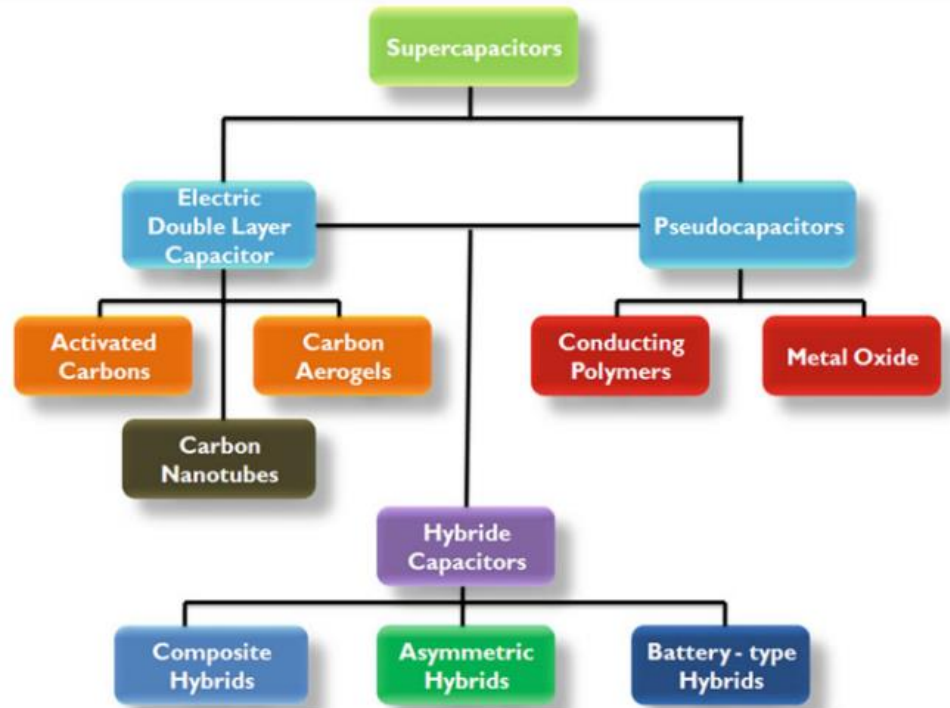 Supercapacitors
Electric
Double Layer
Capacitor
Pseudocapacitors
Activated
Carbons
Carbon
Aerogels
Conducting
Polymers
Metal Oxide
Carbon
Nanotubes
Hybride
Capacitors
Composite
Hybrids
Asymmetric
Hybrids
Battery - type
Hybrids